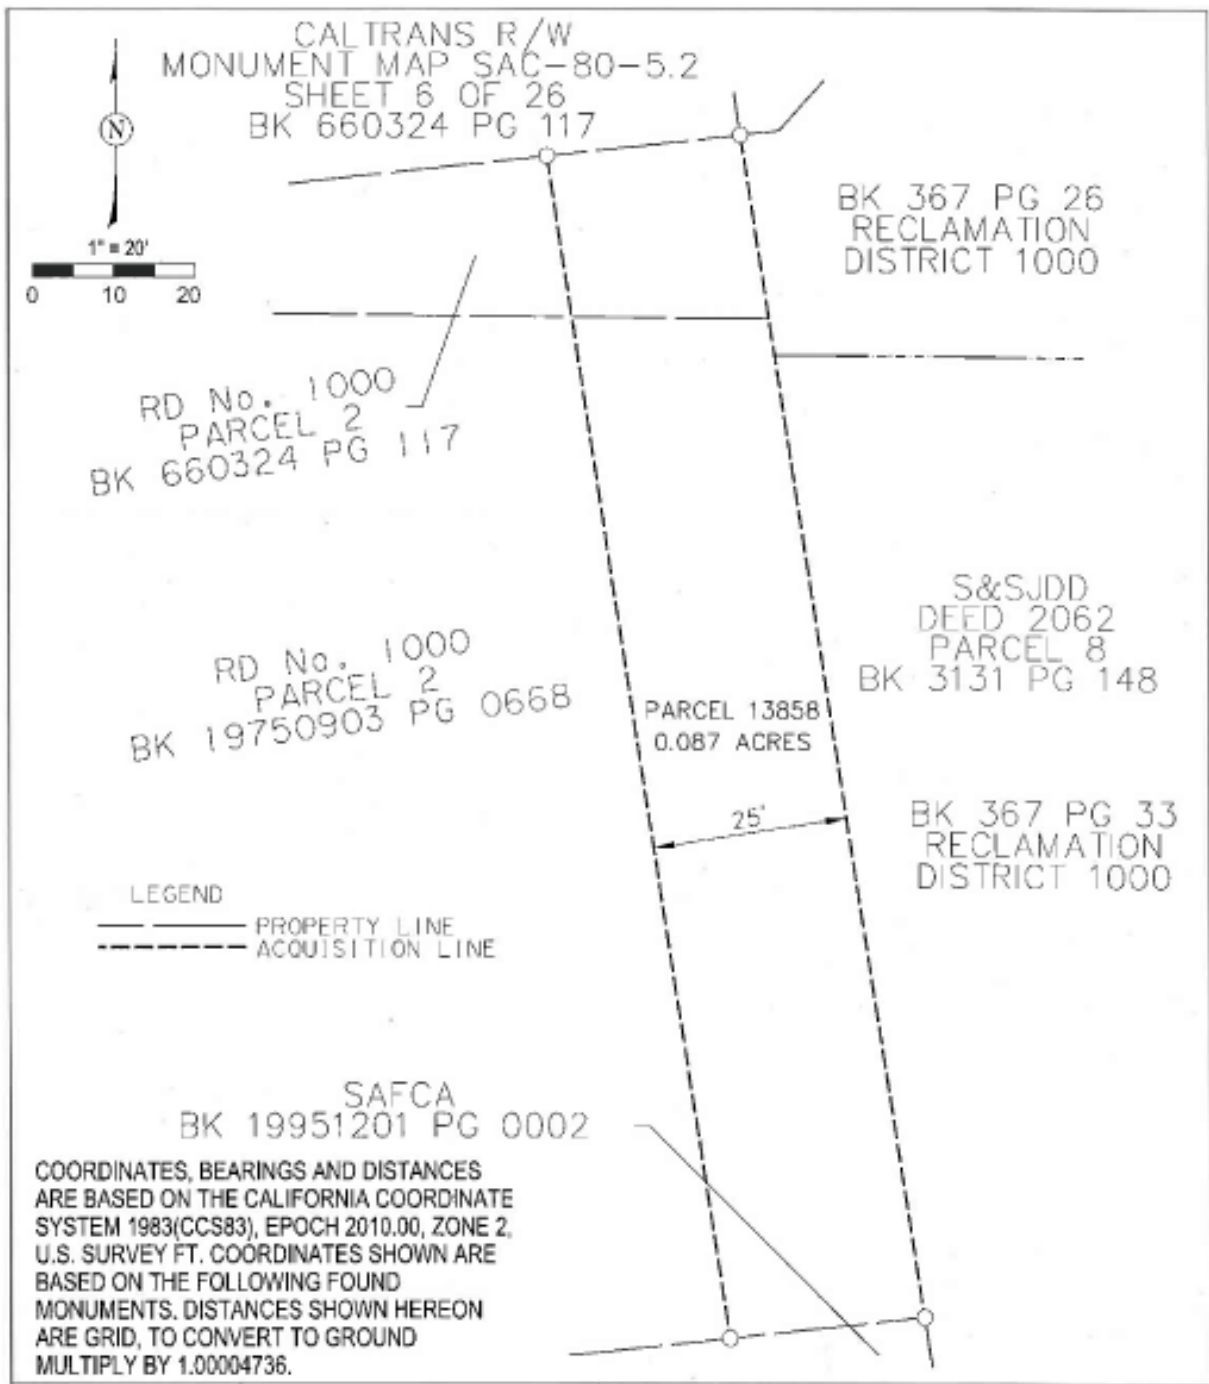 CALTRANS R/W
MONUMENT MAP SAC-80-5.2
SHEET 6 OF 26
BK 660324 PG 117
N
1" = 20'
0 10 20
BK 367 PG 26
RECLAMATION
DISTRICT 1000
RD No. 1000
PARCEL 2
BK 660324 PG 117
S&SJDD
DEED 2062
PARCEL 8
BK 3131 PG 148
RD No. 1000
PARCEL 2
BK 19750903 PG 0668
PARCEL 13858
0.087 ACRES
25'
BK 367 PG 33
RECLAMATION
DISTRICT 1000
LEGEND
PROPERTY LINE
ACQUISITION LINE
SAFCA
BK 19951201 PG 0002
COORDINATES, BEARINGS AND DISTANCES
ARE BASED ON THE CALIFORNIA COORDINATE
SYSTEM 1983(CCS83), EPOCH 2010.00, ZONE 2,
U.S. SURVEY FT. COORDINATES SHOWN ARE
BASED ON THE FOLLOWING FOUND
MONUMENTS. DISTANCES SHOWN HEREON
ARE GRID, TO CONVERT TO GROUND
MULTIPLY BY 1.00004736.